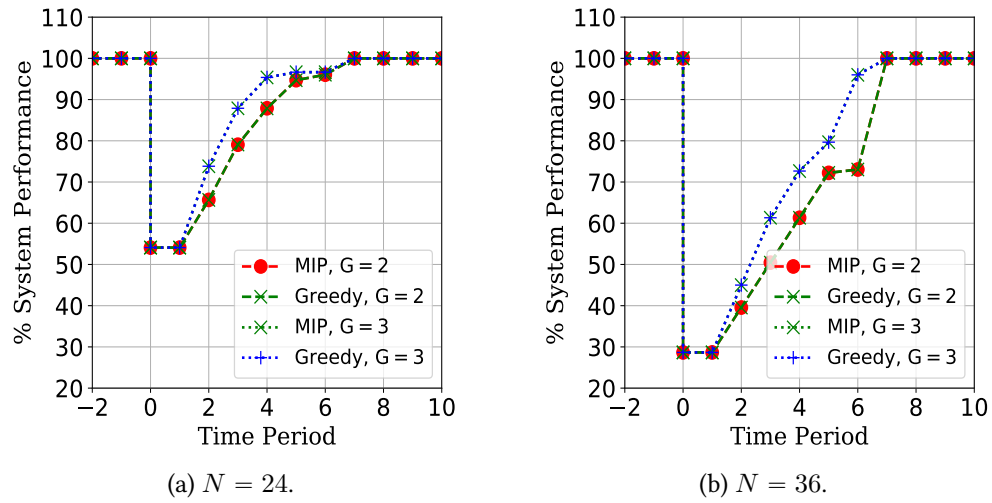 110
100
90
80
70
60
50
40
30
20
% System Performance
MIP, G = 2
Greedy, G = 2
MIP, G = 3
Greedy, G = 3
−2 0 2 4 6 8 10
Time Period
(a) N = 24.
110
100
90
80
70
60
50
40
30
20
% System Performance
MIP, G = 2
Greedy, G = 2
MIP, G = 3
Greedy, G = 3
−2 0 2 4 6 8 10
Time Period
(b) N = 36.